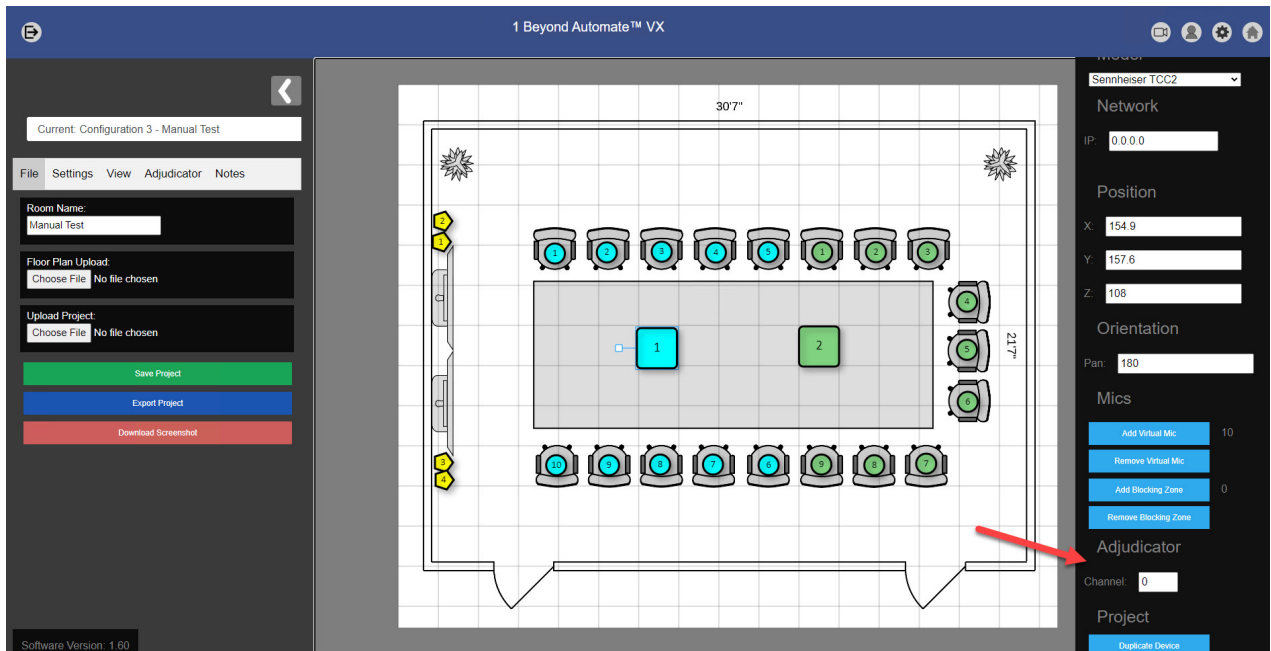 1 Beyond Automate™ VX
Current: Configuration 3 - Manual Test
File Settings View Adjudicator Notes
Room Name:
Manual Test
Floor Plan Upload:
Choose File No file chosen
Upload Project:
Choose File No file chosen
Save Project
Export Project
Download Screenshot
Software Version: 1.60
30'7"
2
1
1 2 3 4 5 1 2 3
4
1 2
5
21'7"
6
3
4
10 9 8 7 6 9 8 7
Model
Sennheiser TCC2
Network
IP: 0.0.0.0
Position
X: 154.9
Y: 157.6
Z: 108
Orientation
Pan: 180
Mics
Add Virtual Mic 10
Remove Virtual Mic
Add Blocking Zone 0
Remove Blocking Zone
Adjudicator
Channel: 0
Project
Duplicate Device